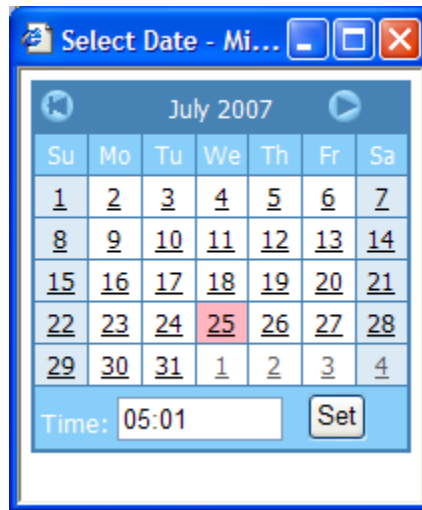 Select Date - Mi...
July 2007
Su Mo Tu We Th Fr Sa
1 2 3 4 5 6 7
8 9 10 11 12 13 14
15 16 17 18 19 20 21
22 23 24 25 26 27 28
29 30 31 1 2 3 4
Time: 05:01 Set